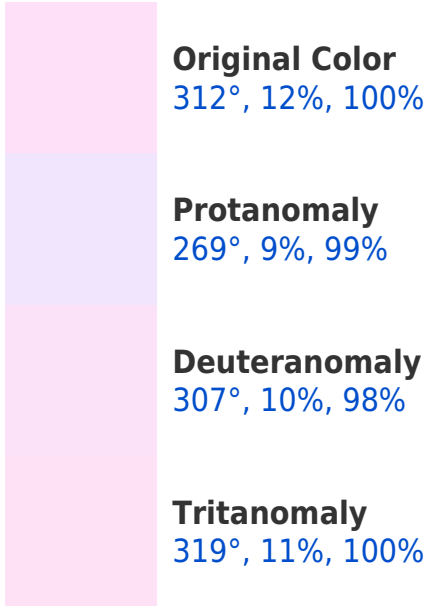 Original Color
312°, 12%, 100%
Protanomaly
269°, 9%, 99%
Deuteranomaly
307°, 10%, 98%
Tritanomaly
319°, 11%, 100%